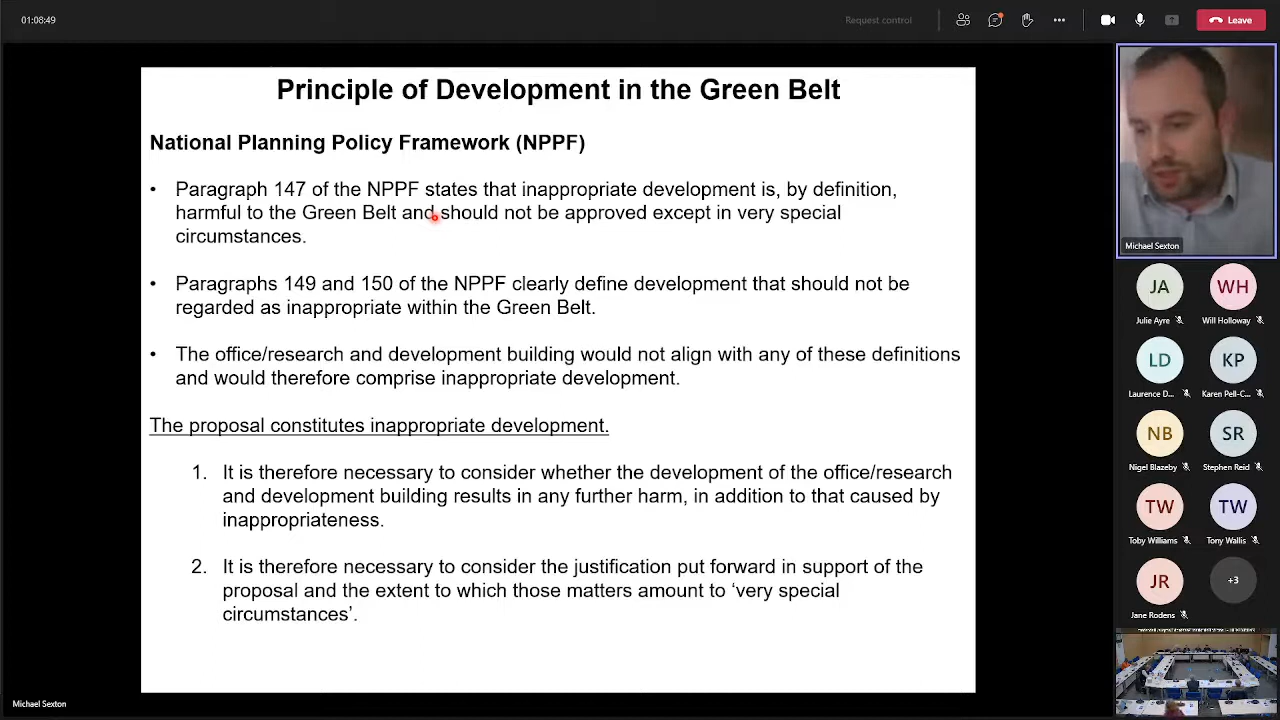 01:08:49
Request control
Leave
Principle of Development in the Green Belt
National Planning Policy Framework (NPPF)
• Paragraph 147 of the NPPF states that inappropriate development is, by definition,
harmful to the Green Belt and should not be approved except in very special
circumstances.
• Paragraphs 149 and 150 of the NPPF clearly define development that should not be
regarded as inappropriate within the Green Belt.
• The office/research and development building would not align with any of these definitions
and would therefore comprise inappropriate development.
The proposal constitutes inappropriate development.
1. It is therefore necessary to consider whether the development of the office/research
and development building results in any further harm, in addition to that caused by
inappropriateness.
2. It is therefore necessary to consider the justification put forward in support of the
proposal and the extent to which those matters amount to ‘very special
circumstances’.
Michael Sexton
JA
WH
Julie Ayre
Will Holloway
LD
KP
Laurence D...
Karen Pell-C...
NB
SR
Nigel Blazeby
Stephen Reid
TW
TW
Toby Williams
Tony Wallis
JR
+3
Jane Rodens
Michael Sexton